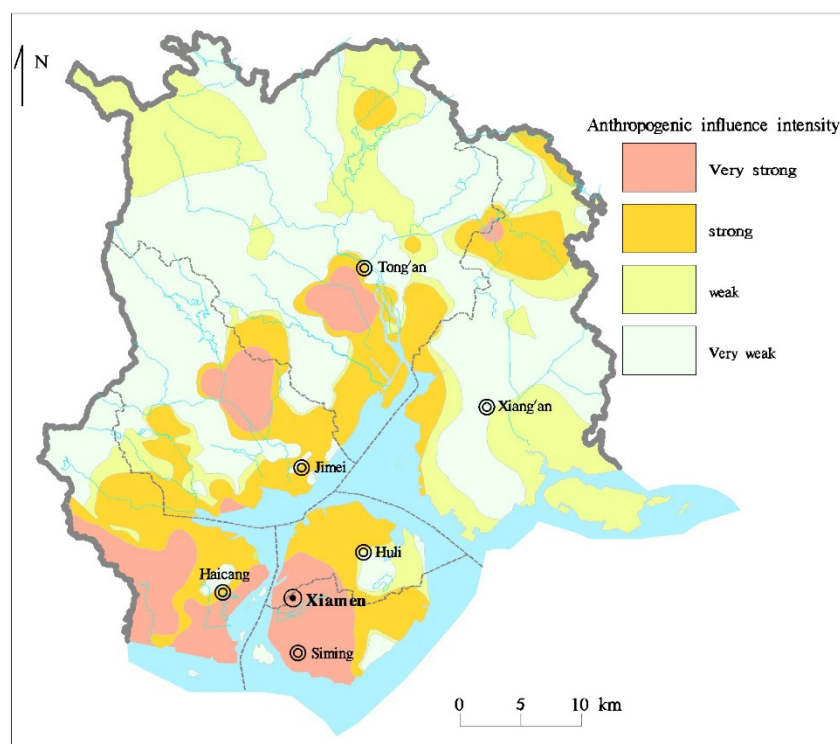 N
Anthropogenic influence intensity
Very strong
strong
weak
Very weak
Tong'an
Xiang'an
Jimei
Huli
Haicang
Xiamen
Siming
0 5 10 km